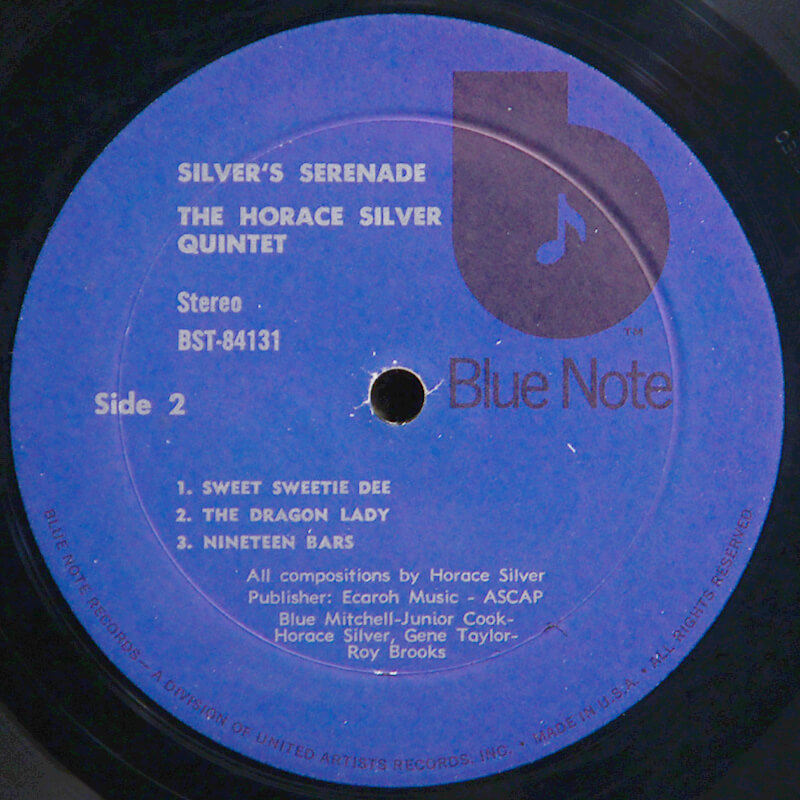 SILVER'S SERENADE
THE HORACE SILVER
QUINTET
Stereo
BST-84131
TM
Blue Note
Side 2
1. SWEET SWEETIE DEE
2. THE DRAGON LADY
3. NINETEEN BARS
All compositions by Horace Silver
Publisher: Ecaroh Music - ASCAP
Blue Mitchell-Junior Cook-
Horace Silver, Gene Taylor-
Roy Brooks
BLUE NOTE RECORDS — A DIVISION OF UNITED ARTISTS RECORDS, INC. • MADE IN U.S.A. • ALL RIGHTS RESERVED